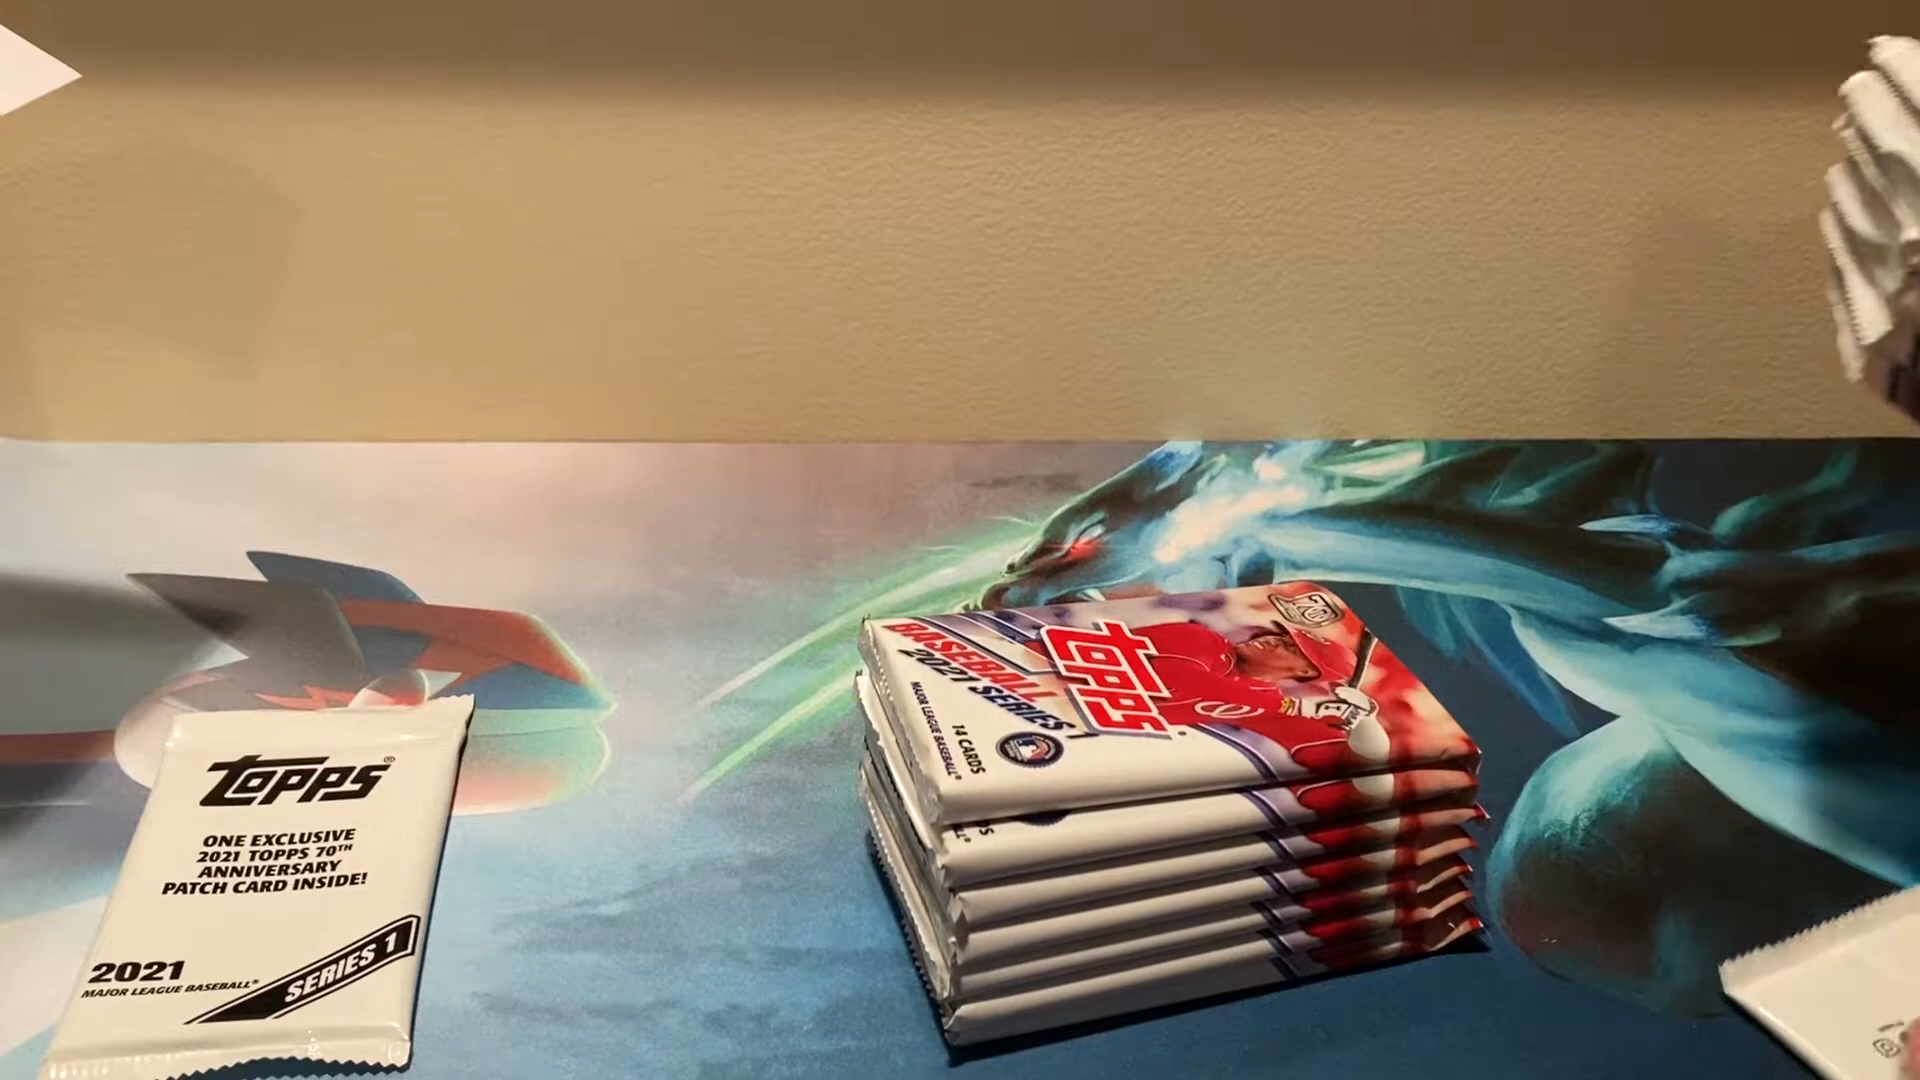 TOPPS®
ONE EXCLUSIVE
2021 TOPPS 70TH
ANNIVERSARY
PATCH CARD INSIDE!
2021
MAJOR LEAGUE BASEBALL®
SERIES 1
70
TOPPS
BASEBALL
2021 SERIES 1
MAJOR LEAGUE BASEBALL®
14 CARDS
DS